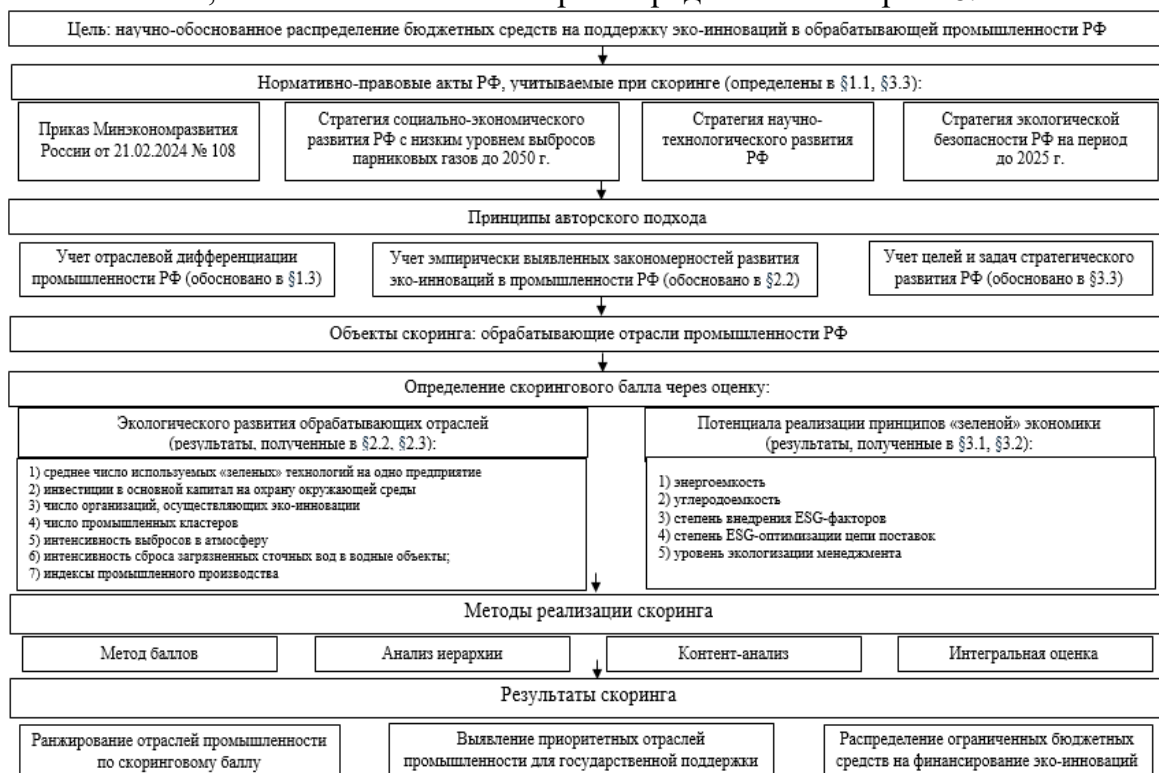 Цель: научно-обоснованное распределение бюджетных средств на поддержку эко-инноваций в обрабатывающей промышленности РФ
Нормативно-правовые акты РФ, учитываемые при скоринге (определены в §1.1, §3.3):
Приказ Минэкономразвития
России от 21.02.2024 № 108
Стратегия социально-экономического
развития РФ с низким уровнем выбросов
парниковых газов до 2050 г.
Стратегия научно-
технологического развития
РФ
Стратегия экологической
безопасности РФ на период
до 2025 г.
Принципы авторского подхода
Учет отраслевой дифференциации
промышленности РФ (обосновано в §1.3)
Учет эмпирически выявленных закономерностей развития
эко-инноваций в промышленности РФ (обосновано в §2.2)
Учет целей и задач стратегического
развития РФ (обосновано в §3.3)
Объекты скоринга: обрабатывающие отрасли промышленности РФ
Определение скорингового балла через оценку:
Экологического развития обрабатывающих отраслей
(результаты, полученные в §2.2, §2.3):
1) среднее число используемых «зеленых» технологий на одно предприятие
2) инвестиции в основной капитал на охрану окружающей среды
3) число организаций, осуществляющих эко-инновации
4) число промышленных кластеров
5) интенсивность выбросов в атмосферу
6) интенсивность сброса загрязненных сточных вод в водные объекты;
7) индексы промышленного производства
Потенциала реализации принципов «зеленой» экономики
(результаты, полученные в §3.1, §3.2):
1) энергоемкость
2) углеродоемкость
3) степень внедрения ESG-факторов
4) степень ESG-оптимизации цепи поставок
5) уровень экологизации менеджмента
Методы реализации скоринга
Метод баллов
Анализ иерархии
Контент-анализ
Интегральная оценка
Результаты скоринга
Ранжирование отраслей промышленности
по скоринговому баллу
Выявление приоритетных отраслей
промышленности для государственной поддержки
Распределение ограниченных бюджетных
средств на финансирование эко-инноваций